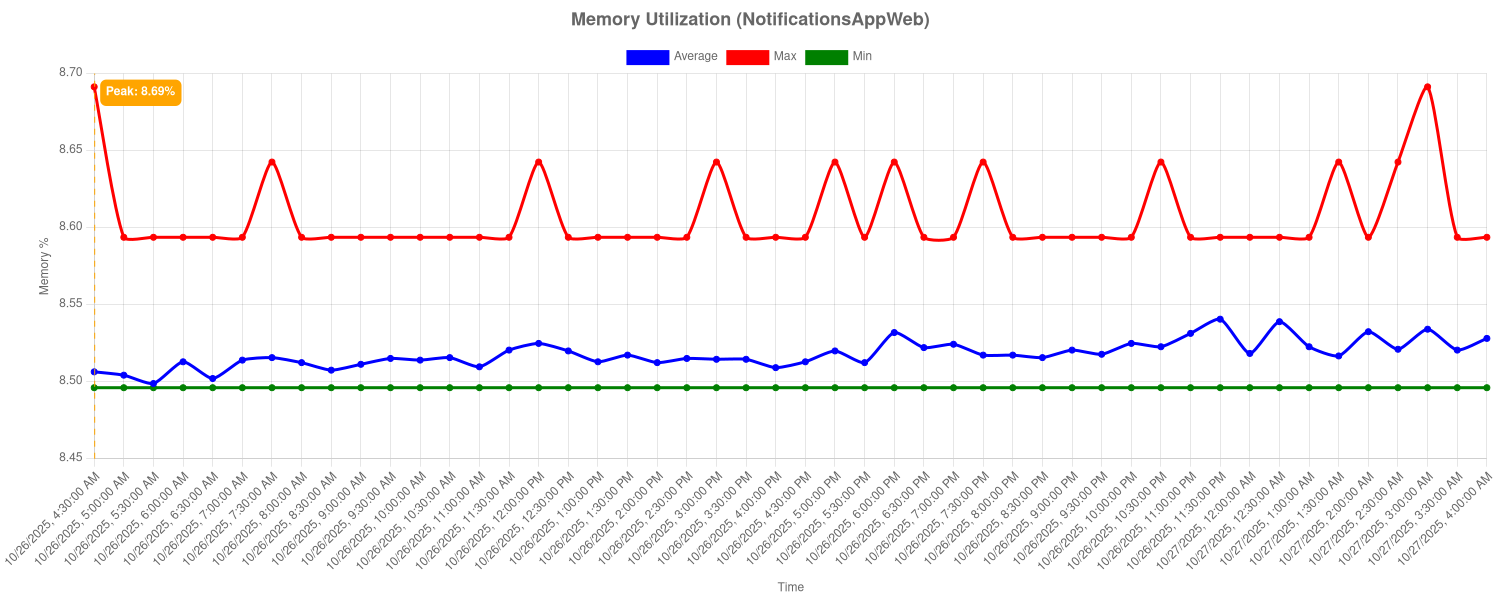 Memory Utilization (NotificationsAppWeb)
Average Max Min
8.70
Peak: 8.69%
8.65
8.60
Memory %
8.55
8.50
8.45
10/26/2025, 4:30:00 AM
10/26/2025, 5:00:00 AM
10/26/2025, 5:30:00 AM
10/26/2025, 6:00:00 AM
10/26/2025, 6:30:00 AM
10/26/2025, 7:00:00 AM
10/26/2025, 7:30:00 AM
10/26/2025, 8:00:00 AM
10/26/2025, 8:30:00 AM
10/26/2025, 9:00:00 AM
10/26/2025, 9:30:00 AM
10/26/2025, 10:00:00 AM
10/26/2025, 10:30:00 AM
10/26/2025, 11:00:00 AM
10/26/2025, 11:30:00 AM
10/26/2025, 12:00:00 PM
10/26/2025, 12:30:00 PM
10/26/2025, 1:00:00 PM
10/26/2025, 1:30:00 PM
10/26/2025, 2:00:00 PM
10/26/2025, 2:30:00 PM
10/26/2025, 3:00:00 PM
10/26/2025, 3:30:00 PM
10/26/2025, 4:00:00 PM
10/26/2025, 4:30:00 PM
10/26/2025, 5:00:00 PM
10/26/2025, 5:30:00 PM
10/26/2025, 6:00:00 PM
10/26/2025, 6:30:00 PM
10/26/2025, 7:00:00 PM
10/26/2025, 7:30:00 PM
10/26/2025, 8:00:00 PM
10/26/2025, 8:30:00 PM
10/26/2025, 9:00:00 PM
10/26/2025, 9:30:00 PM
10/26/2025, 10:00:00 PM
10/26/2025, 10:30:00 PM
10/26/2025, 11:00:00 PM
10/26/2025, 11:30:00 PM
10/27/2025, 12:00:00 AM
10/27/2025, 12:30:00 AM
10/27/2025, 1:00:00 AM
10/27/2025, 1:30:00 AM
10/27/2025, 2:00:00 AM
10/27/2025, 2:30:00 AM
10/27/2025, 3:00:00 AM
10/27/2025, 3:30:00 AM
10/27/2025, 4:00:00 AM
Time